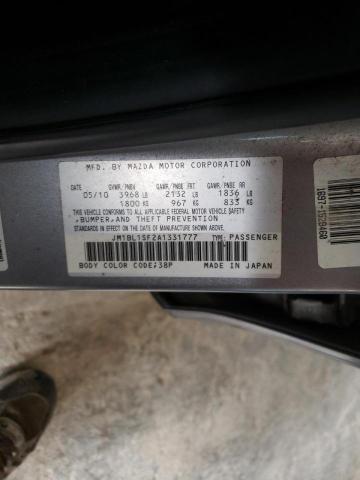 MFD. BY MAZDA MOTOR CORPORATION
DATE GVWR/PNBV GAWR/PNBE FRT GAWR/PNBE RR
05/10 3968 LB 2132 LB 1836 LB
1800 KG 967 KG 833 KG
THIS VEHICLE CONFORMS TO ALL APPLICABLE FEDERAL MOTOR VEHICLE SAFETY,
BUMPER, AND THEFT PREVENTION
STANDARDS IN EFFECT ON THE DATE OF MANUFACTURE SHOWN ABOVE.
JM1BL1SF2A1331777 TYPE: PASSENGER
BODY COLOR CODE: 38P MADE IN JAPAN